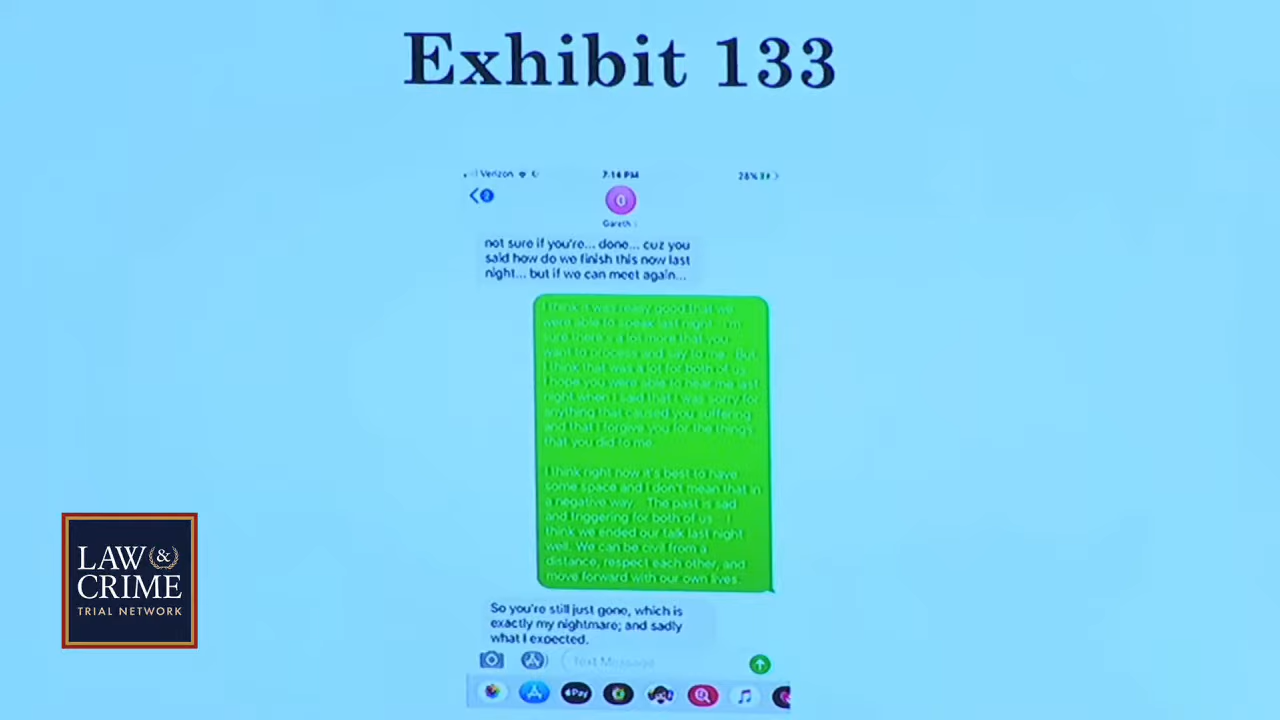 Exhibit 133
Verizon
7:14 PM
28%
Gareth
not sure if you're... done... cuz you
said how do we finish this now last
night... but if we can meet again...
I think it was really good that we
were able to speak last night. I'm
sure there's a lot more that you
want to process and say to me. But
I think that was a lot for both of us.
I hope you were able to hear me last
night when I said that I was sorry for
anything that caused you suffering
and that I forgive you for the things
that you did to me.
I think right now it's best to have
some space and I don't mean that in
a negative way. The past is sad
and triggering for both of us. I
think we ended our talk last night
well. We can be civil from a
distance, respect each other, and
move forward with our own lives.
So you're still just gone, which is
exactly my nightmare; and sadly
what I expected.
Text Message
Pay
LAW &
CRIME
TRIAL NETWORK